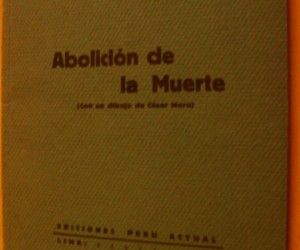 Abolición de
la Muerte
(Con un dibujo de César Moro)
EDICIONES PERU ACTUAL
LIMA,